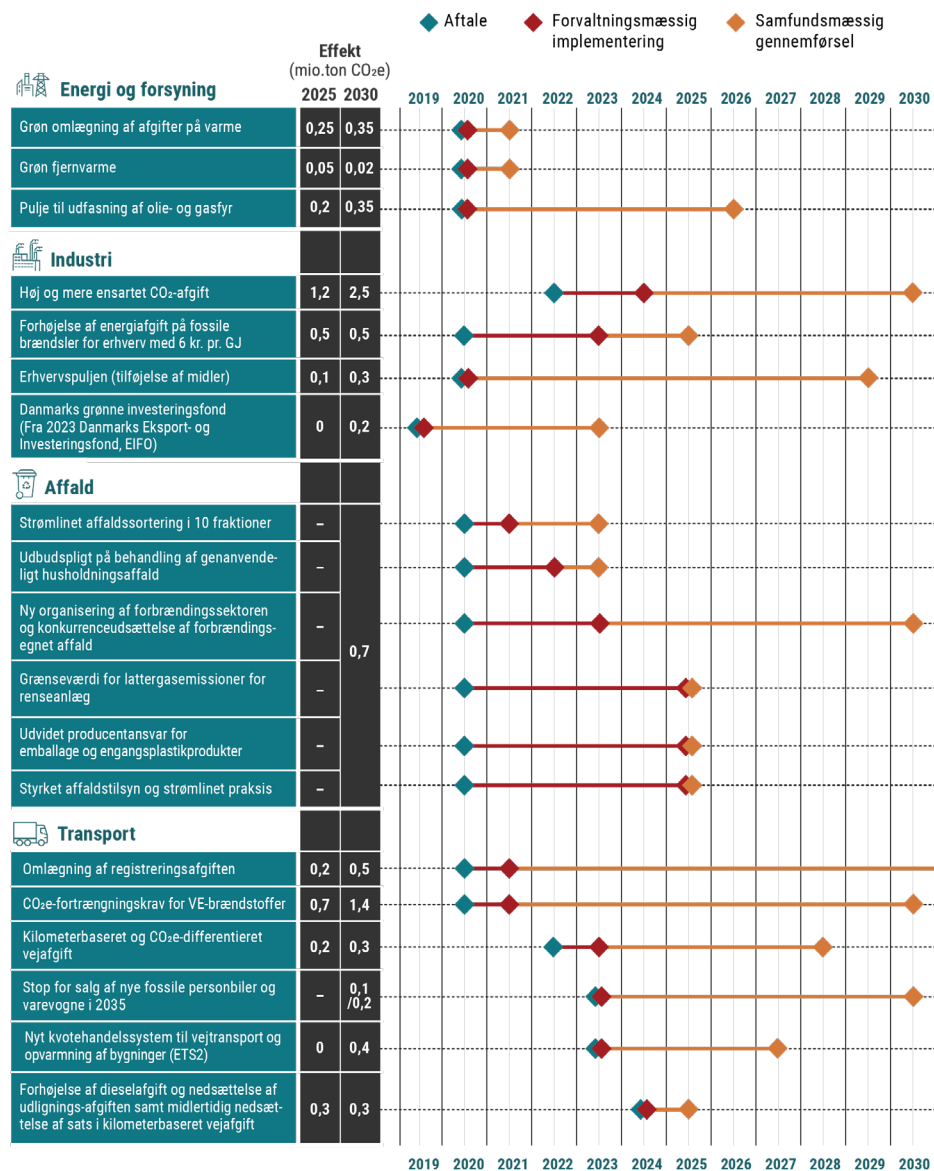 Aftale
Forvaltningsmæssig
implementering
Samfundsmæssig
gennemførsel
Effekt
(mio.ton CO₂e)
Energi og forsyning
2025 2030
2019 2020 2021 2022 2023 2024 2025 2026 2027 2028 2029 2030
Grøn omlægning af afgifter på varme 0,25 0,35
Grøn fjernvarme 0,05 0,02
Pulje til udfasning af olie- og gasfyr 0,2 0,35
Industri
Høj og mere ensartet CO₂-afgift 1,2 2,5
Forhøjelse af energiafgift på fossile
brændsler for erhverv med 6 kr. pr. GJ
0,5 0,5
Erhvervspuljen (tilføjelse af midler) 0,1 0,3
Danmarks grønne investeringsfond
(Fra 2023 Danmarks Eksport- og
Investeringsfond, EIFO)
0 0,2
Affald
Strømlinet affaldssortering i 10 fraktioner –
Udbudspligt på behandling af genanvende-
ligt husholdningsaffald
–
Ny organisering af forbrændingssektoren
og konkurrenceudsættelse af forbrændings-
egnet affald
–
0,7
Grænseværdi for lattergasemissioner for
renseanlæg
–
Udvidet producentansvar for
emballage og engangsplastikprodukter
–
Styrket affaldstilsyn og strømlinet praksis –
Transport
Omlægning af registreringsafgiften 0,2 0,5
CO₂e-fortrængningskrav for VE-brændstoffer 0,7 1,4
Kilometerbaseret og CO₂e-differentieret
vejafgift
0,2 0,3
Stop for salg af nye fossile personbiler og
varevogne i 2035
– 0,1
/0,2
Nyt kvotehandelssystem til vejtransport og
opvarmning af bygninger (ETS2)
0 0,4
Forhøjelse af dieselafgift og nedsættelse af
udlignings-afgiften samt midlertidig nedsæt-
telse af sats i kilometerbaseret vejafgift
0,3 0,3
2019 2020 2021 2022 2023 2024 2025 2026 2027 2028 2029 2030